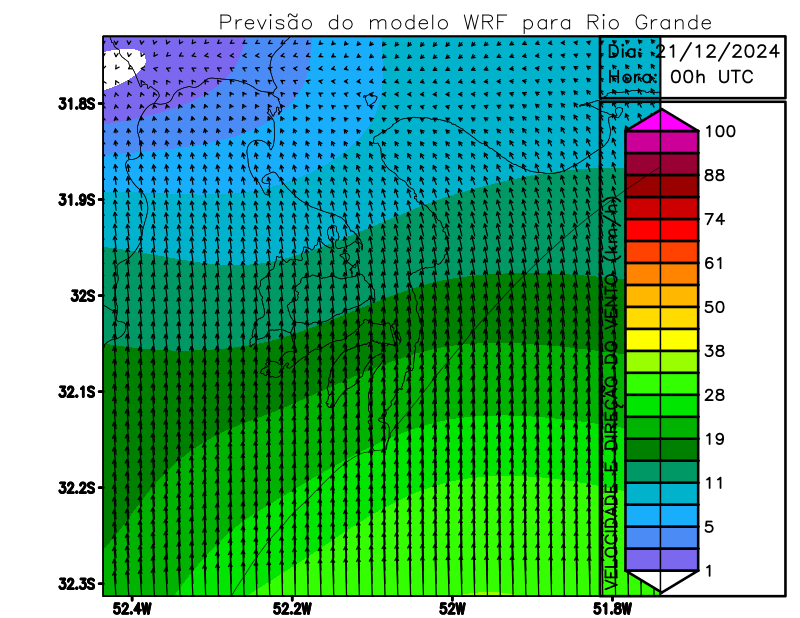 Previsão do modelo WRF para Rio Grande
Dia: 21/12/2024
Hora: 00h UTC
31.8S
31.9S
32S
32.1S
32.2S
32.3S
52.4W
52.2W
52W
51.8W
VELOCIDADE E DIREÇÃO DO VENTO (km/h)
100
88
74
61
50
38
28
19
11
5
1